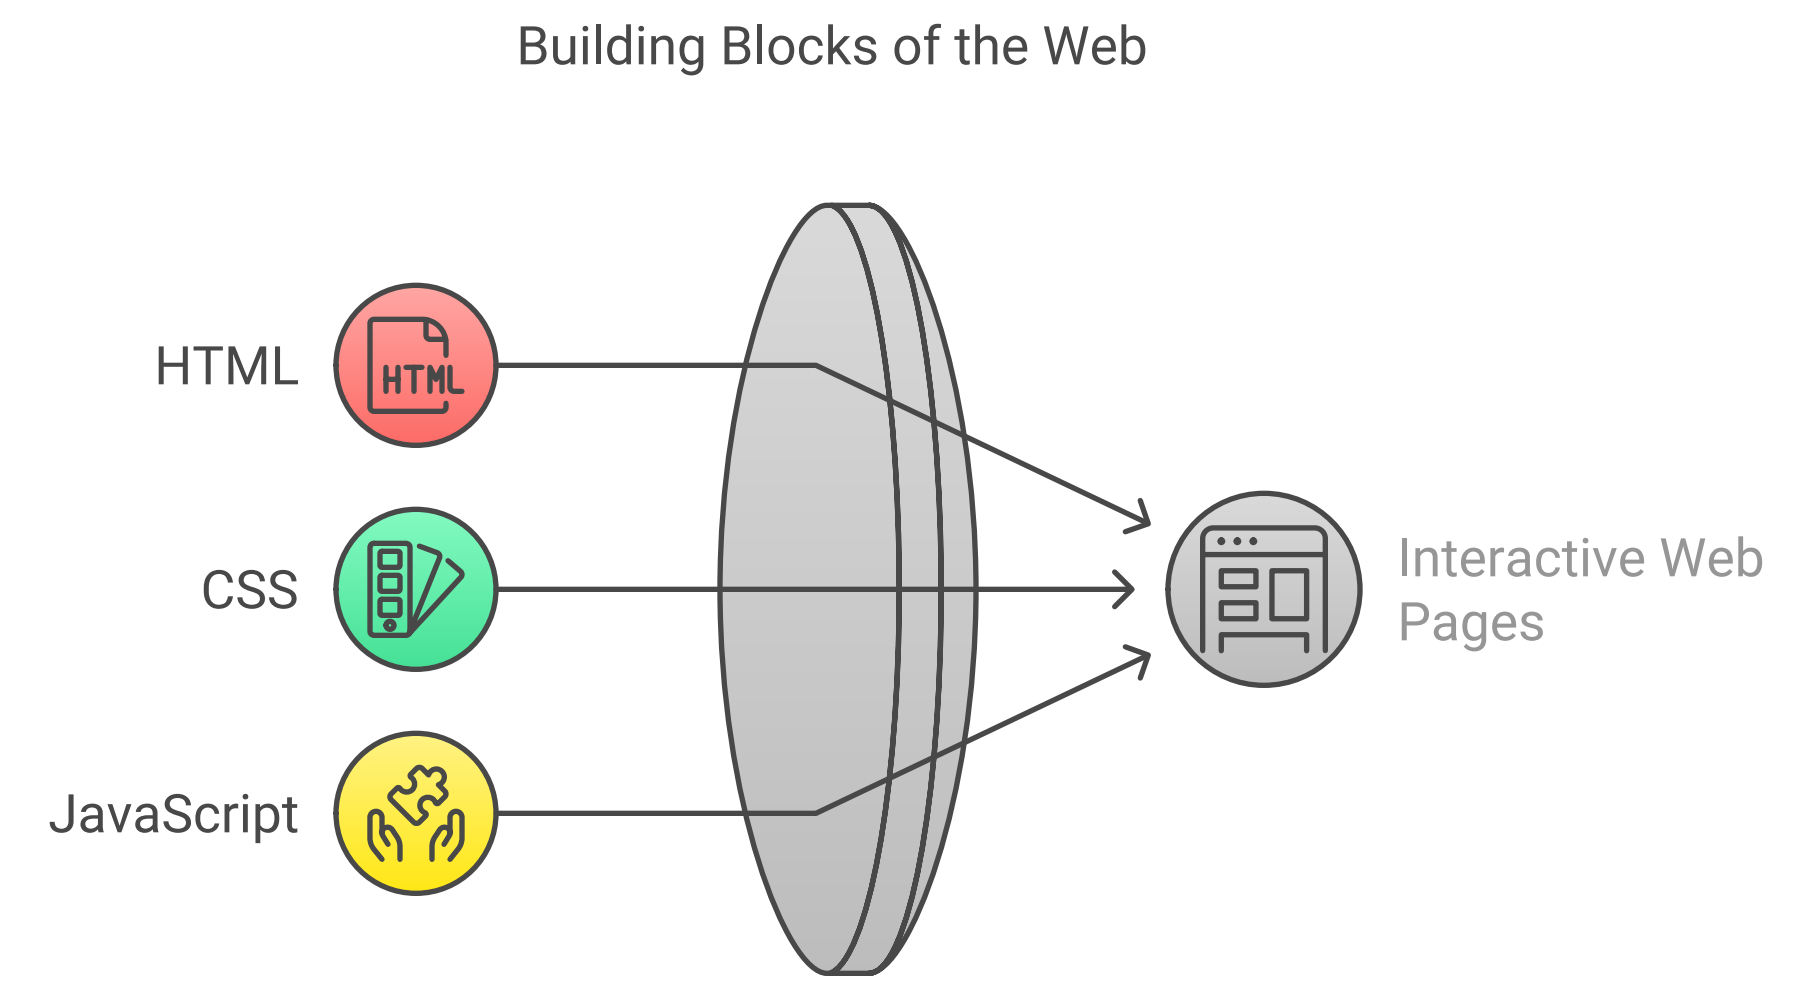 Building Blocks of the Web
HTML
HTML
CSS
JavaScript
Interactive Web
Pages